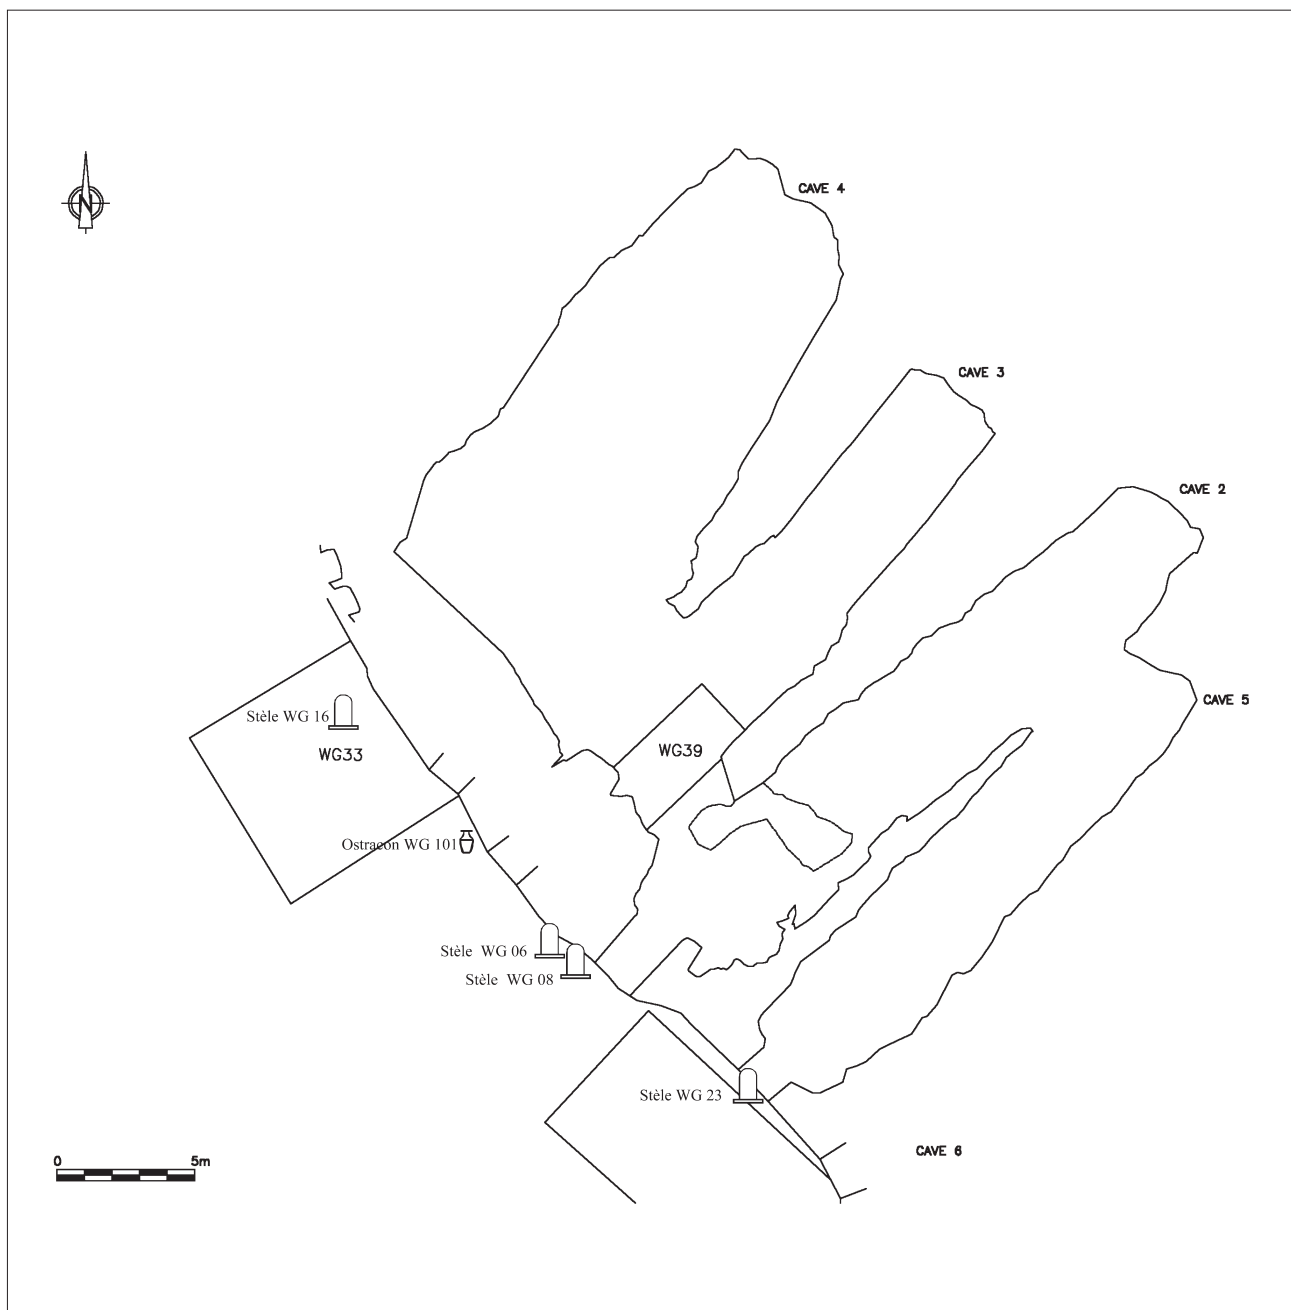 CAVE 4
N
CAVE 3
CAVE 2
CAVE 5
Stèle WG 16
WG39
WG33
Ostracon WG 101
Stèle WG 06
Stèle WG 08
Stèle WG 23
CAVE 6
0 5m